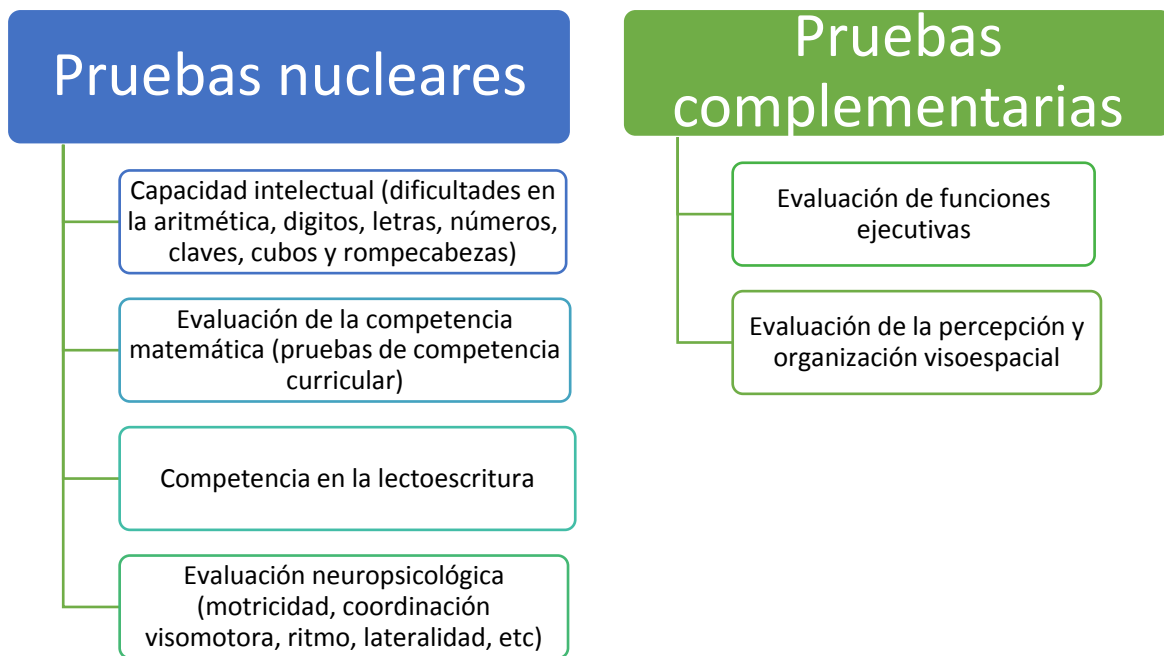 Pruebas nucleares
Capacidad intelectual (dificultades en
la aritmética, digitos, letras, números,
claves, cubos y rompecabezas)
Evaluación de la competencia
matemática (pruebas de competencia
curricular)
Competencia en la lectoescritura
Evaluación neuropsicológica
(motricidad, coordinación
visomotora, ritmo, lateralidad, etc)
Pruebas
complementarias
Evaluación de funciones
ejecutivas
Evaluación de la percepción y
organización visoespacial